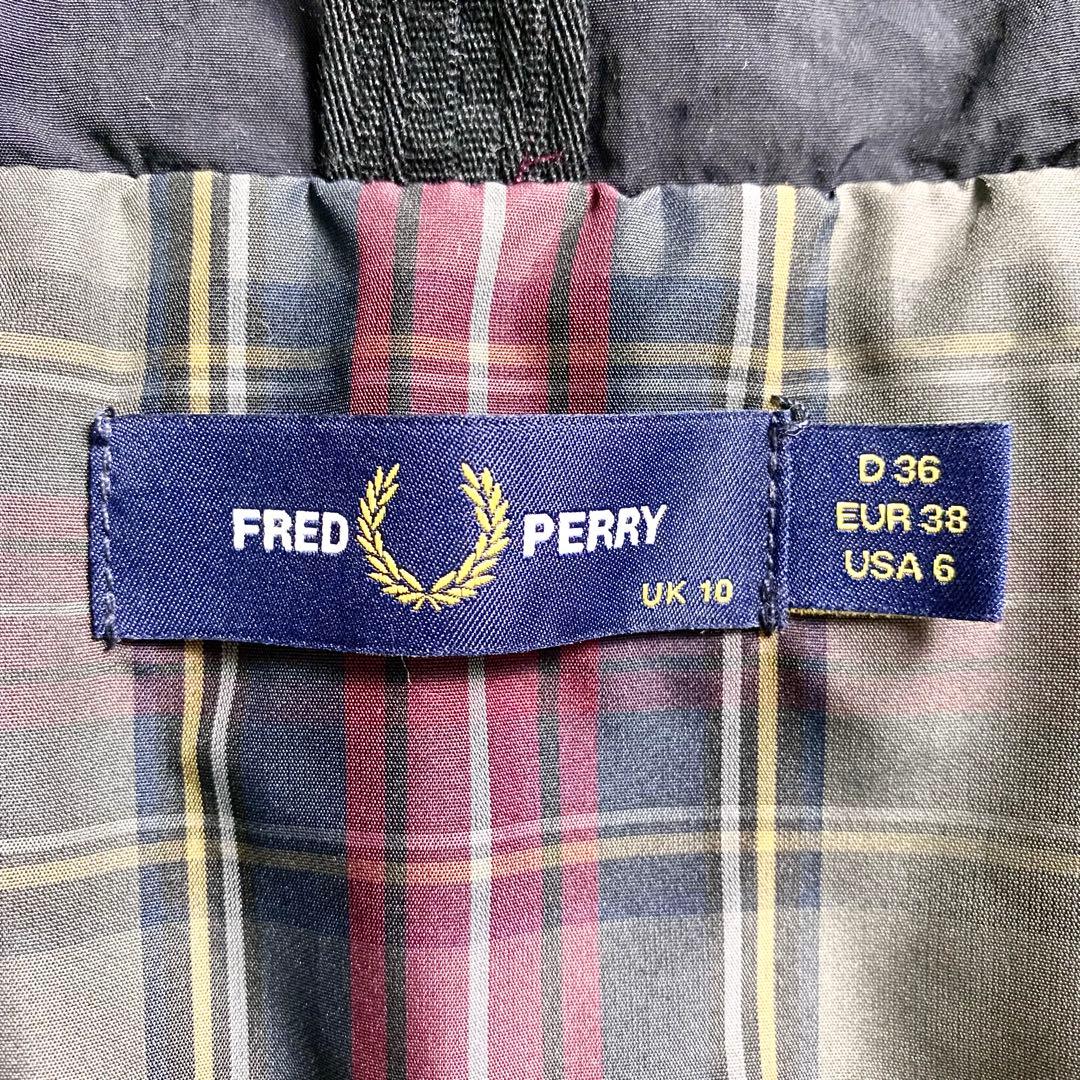 FRED PERRY
UK 10
D 36
EUR 38
USA 6